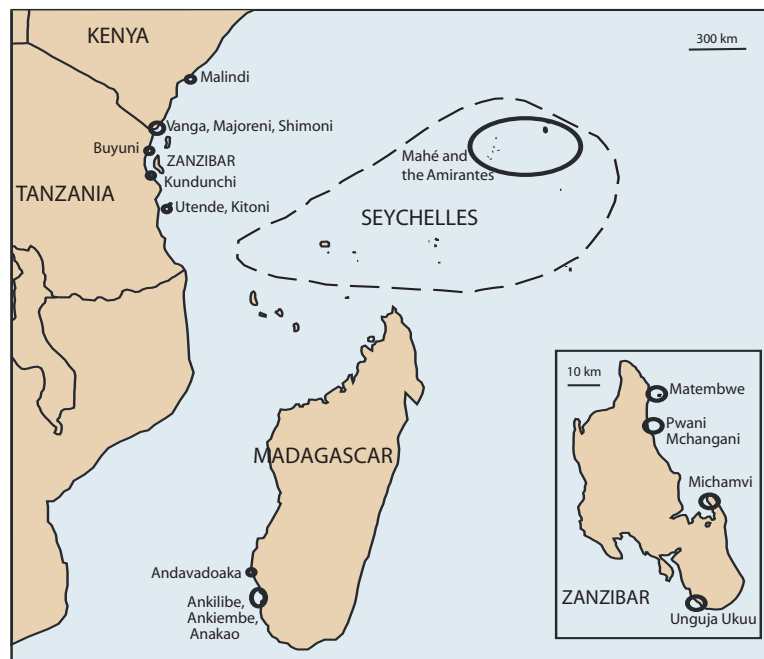 KENYA
300 km
Malindi
Vanga, Majoreni, Shimoni
Buyuni
ZANZIBAR
Mahé and
the Amirantes
Kundunchi
TANZANIA
Utende, Kitoni
SEYCHELLES
10 km
Matembwe
Pwani
Mchangani
MADAGASCAR
Michamvi
Andavadoaka
Ankilibe,
Ankiembe,
Anakao
ZANZIBAR
Unguja Ukuu